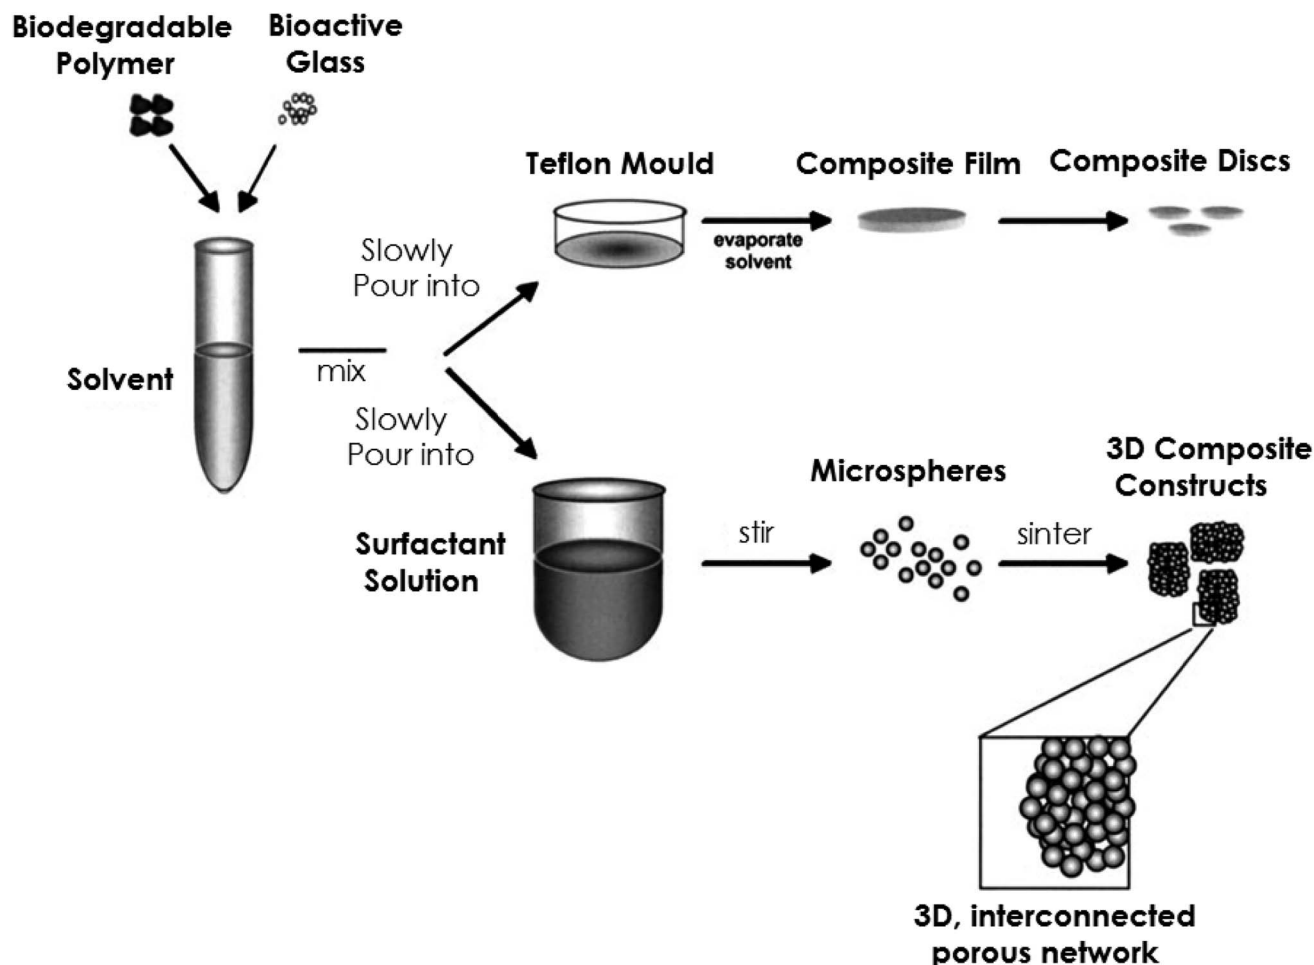 Biodegradable
Polymer
Bioactive
Glass
Solvent
mix
Slowly
Pour into
Teflon Mould
evaporate
solvent
Composite Film
Composite Discs
Slowly
Pour into
Surfactant
Solution
stir
Microspheres
sinter
3D Composite
Constructs
3D, interconnected
porous network